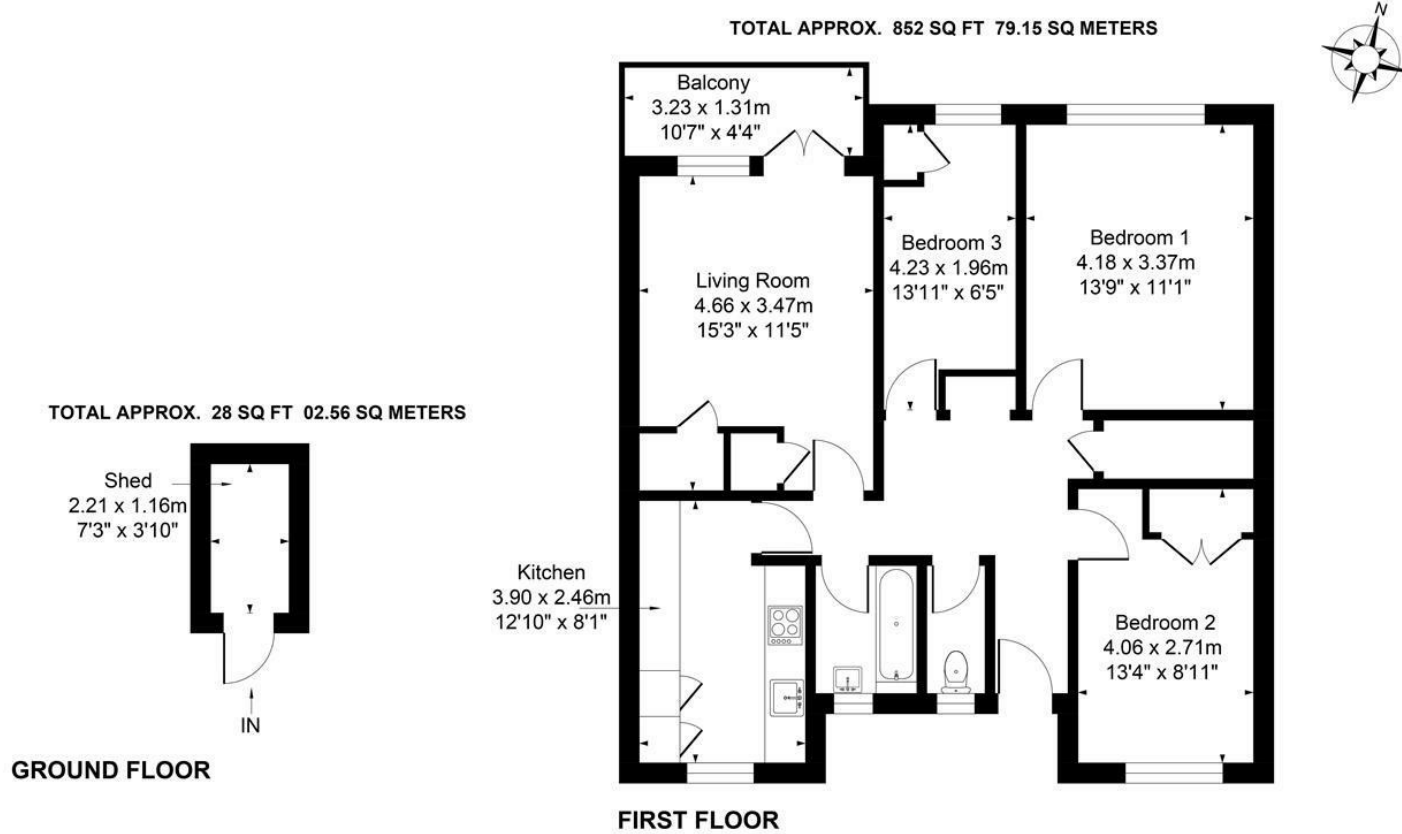 TOTAL APPROX. 852 SQ FT 79.15 SQ METERS
N
Balcony
3.23 x 1.31m
10'7" x 4'4"
Bedroom 3
4.23 x 1.96m
13'11" x 6'5"
Bedroom 1
4.18 x 3.37m
13'9" x 11'1"
Living Room
4.66 x 3.47m
15'3" x 11'5"
TOTAL APPROX. 28 SQ FT 02.56 SQ METERS
Shed
2.21 x 1.16m
7'3" x 3'10"
Kitchen
3.90 x 2.46m
12'10" x 8'1"
Bedroom 2
4.06 x 2.71m
13'4" x 8'11"
IN
GROUND FLOOR
FIRST FLOOR